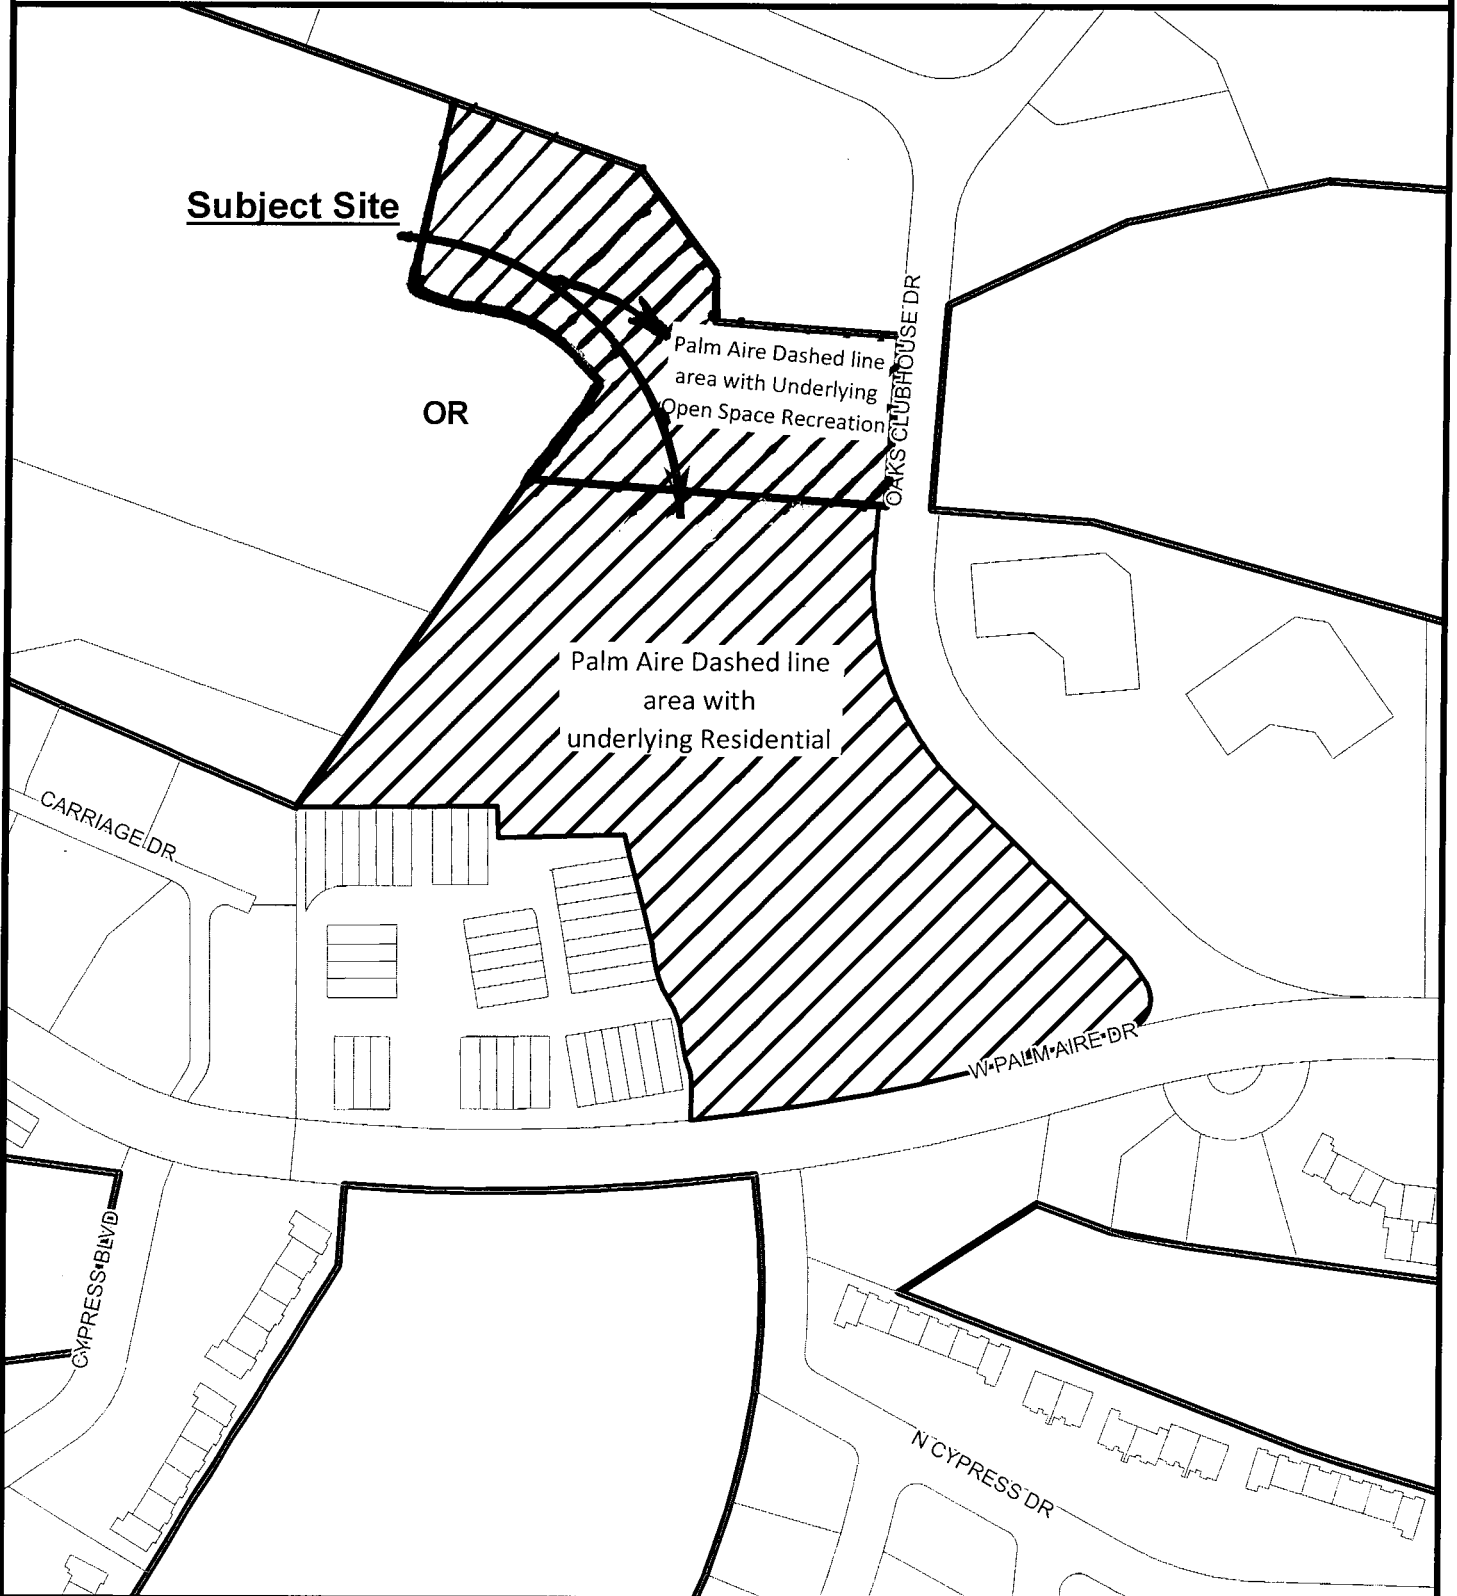 Subject Site
OAKS CLUBHOUSE DR
Palm Aire Dashed line
area with Underlying
Open Space Recreation
OR
Palm Aire Dashed line
area with
underlying Residential
CARRIAGE DR
W PALM AIRE DR
CYPRESS BLVD
N CYPRESS DR